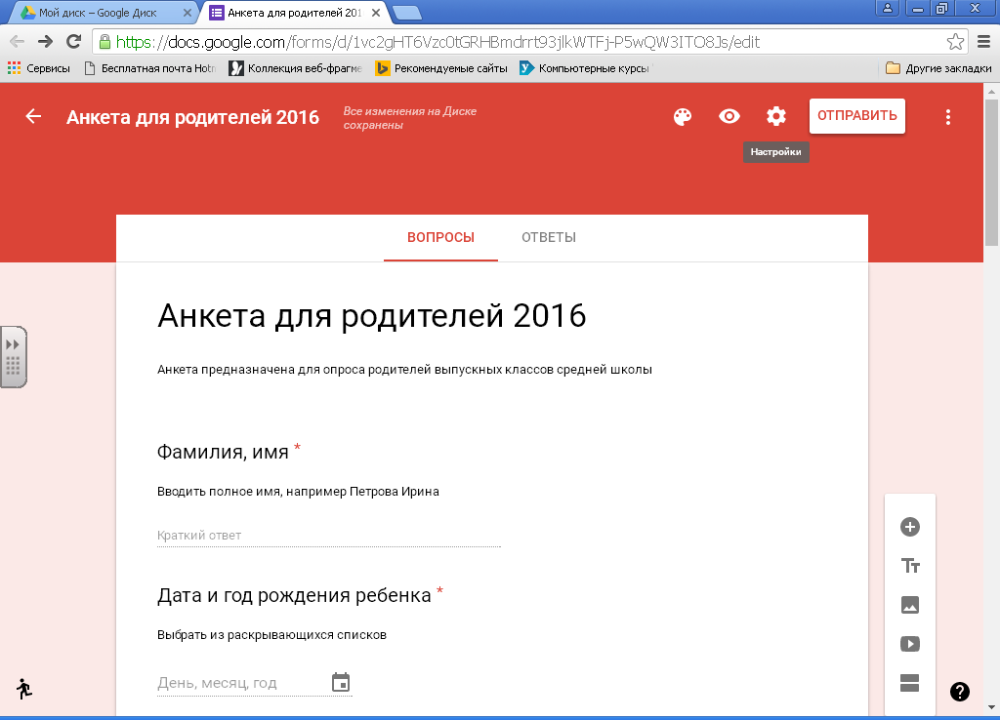 Мой диск – Google Диск
Анкета для родителей 201
https://docs.google.com/forms/d/1vc2gHT6Vzc0tGRHBmdrrt93jlkWTFj-P5wQW3ITO8Js/edit
Сервисы
Бесплатная почта Hotm
Коллекция веб-фрагме
Рекомендуемые сайты
Компьютерные курсы
Другие закладки
Анкета для родителей 2016
Все изменения на Диске
сохранены
ОТПРАВИТЬ
Настройки
ВОПРОСЫ
ОТВЕТЫ
Анкета для родителей 2016
Анкета предназначена для опроса родителей выпускных классов средней школы
Фамилия, имя *
Вводить полное имя, например Петрова Ирина
Краткий ответ
Дата и год рождения ребенка *
Выбрать из раскрывающихся списков
День, месяц, год